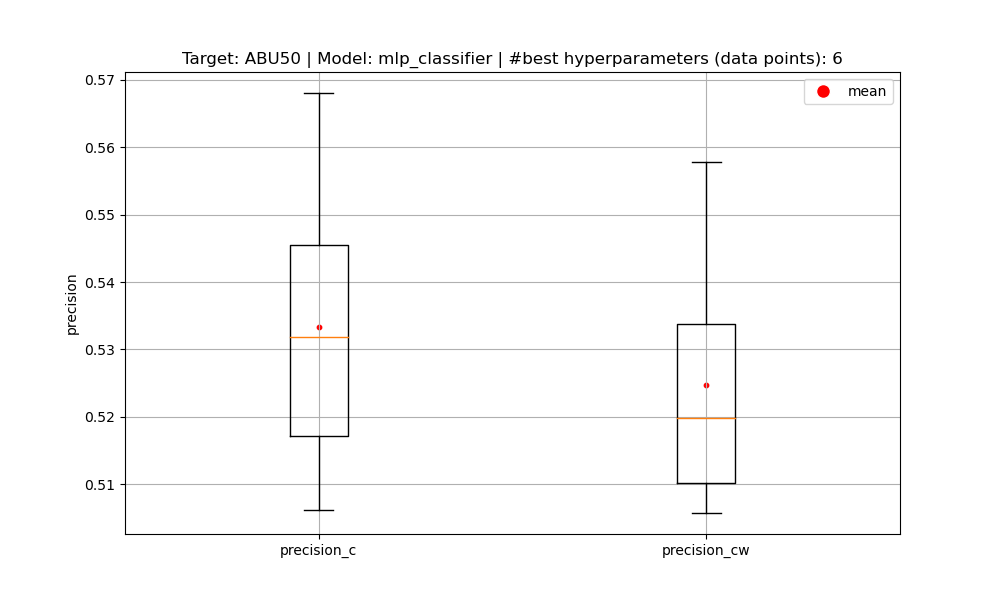 Target: ABU50 | Model: mlp_classifier | #best hyperparameters (data points): 6
mean
0.57
0.56
0.55
0.54
0.53
0.52
0.51
precision
precision_c
precision_cw